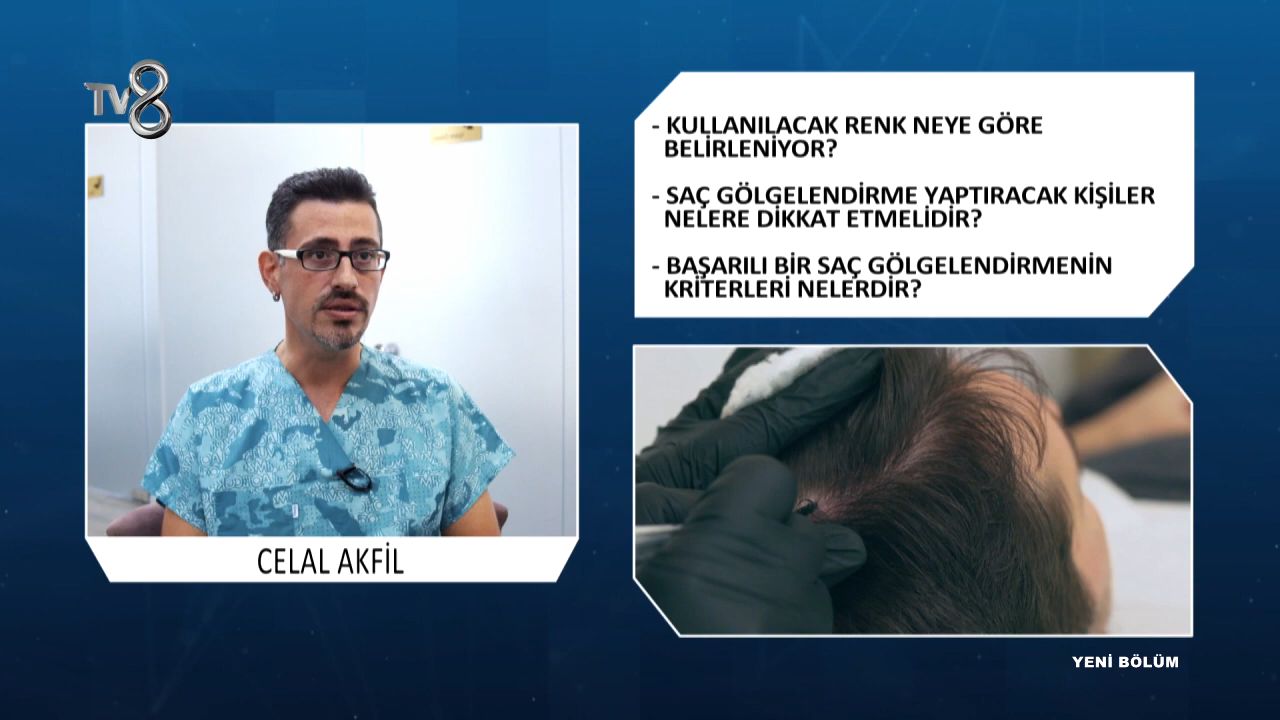 TV8
- KULLANILACAK RENK NEYE GÖRE
BELİRLENİYOR?
- SAÇ GÖLGELENDİRME YAPTIRACAK KİŞİLER
NELERE DİKKAT ETMELİDİR?
- BAŞARILI BİR SAÇ GÖLGELENDİRMENİN
KRİTERLERİ NELERDİR?
CELAL AKFİL
YENİ BÖLÜM